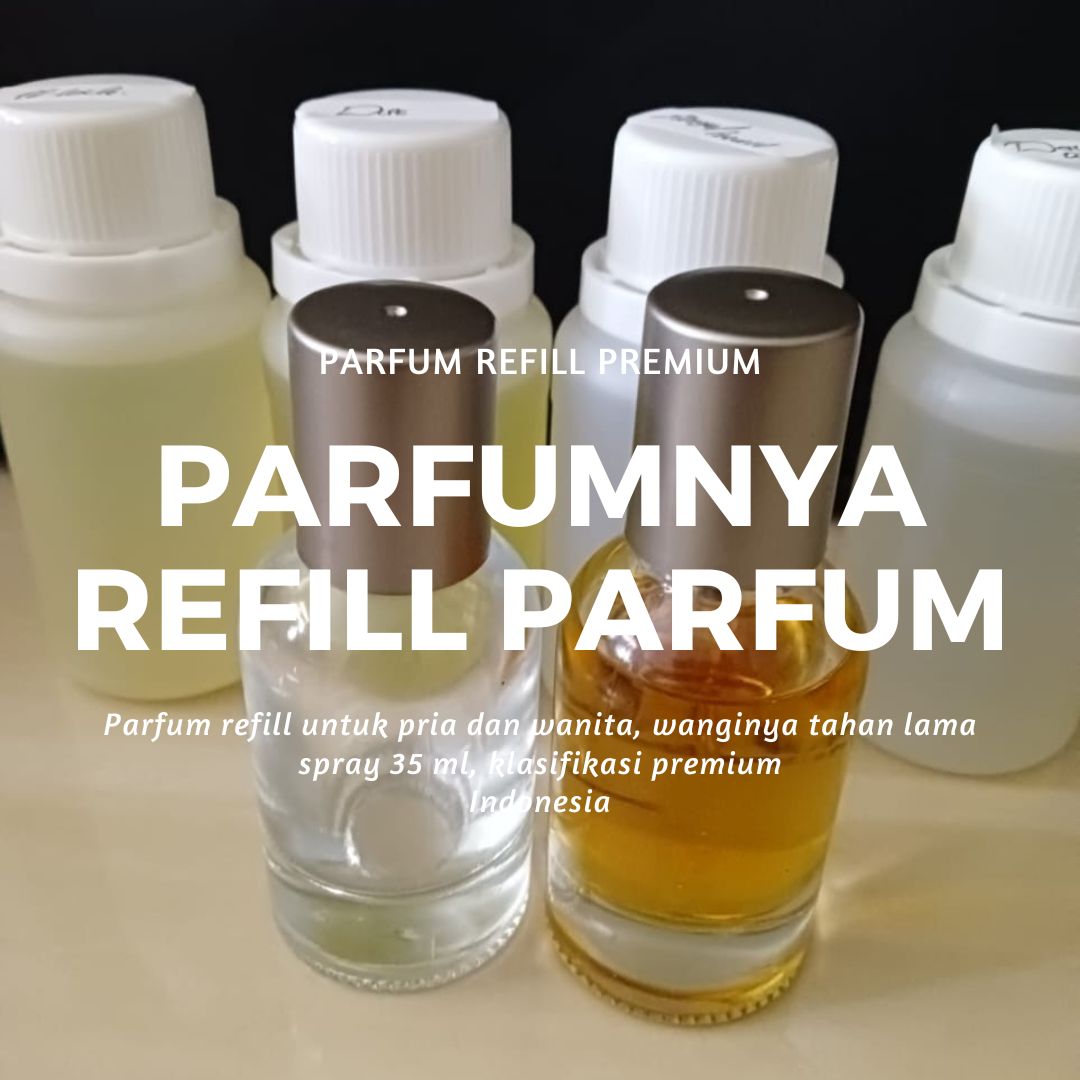 PARFUM REFILL PREMIUM
PARFUMNYA
REFILL PARFUM
Parfum refill untuk pria dan wanita, wanginya tahan lama
spray 35 ml, klasifikasi premium
Indonesia